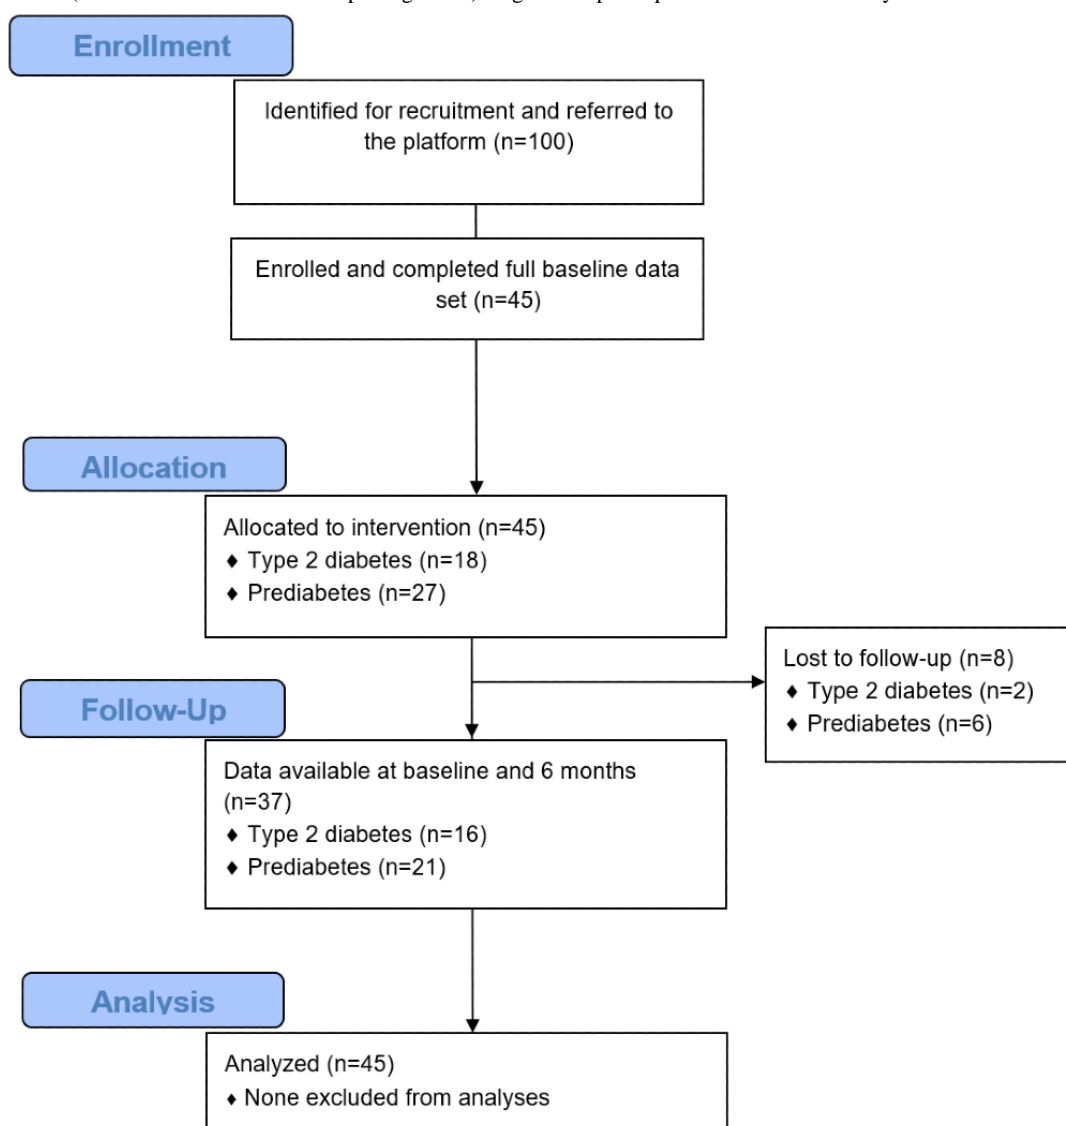 Enrollment
Identified for recruitment and referred to
the platform (n=100)
Enrolled and completed full baseline data
set (n=45)
Allocation
Allocated to intervention (n=45)
♦ Type 2 diabetes (n=18)
♦ Prediabetes (n=27)
Lost to follow-up (n=8)
♦ Type 2 diabetes (n=2)
♦ Prediabetes (n=6)
Follow-Up
Data available at baseline and 6 months
(n=37)
♦ Type 2 diabetes (n=16)
♦ Prediabetes (n=21)
Analysis
Analyzed (n=45)
♦ None excluded from analyses